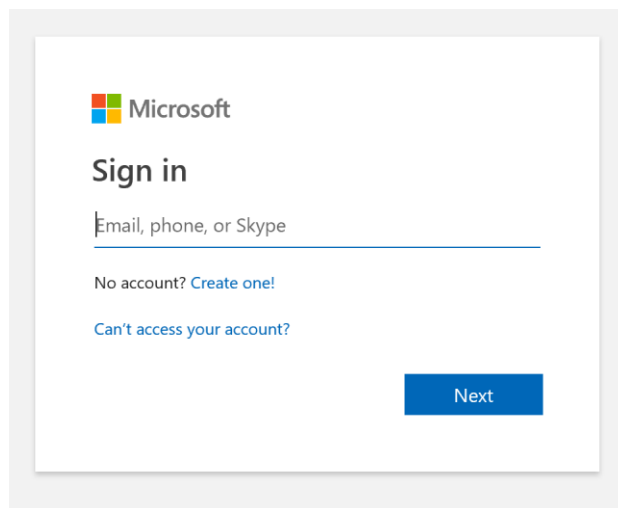 Microsoft
Sign in
Email, phone, or Skype
No account? Create one!
Can't access your account?
Next